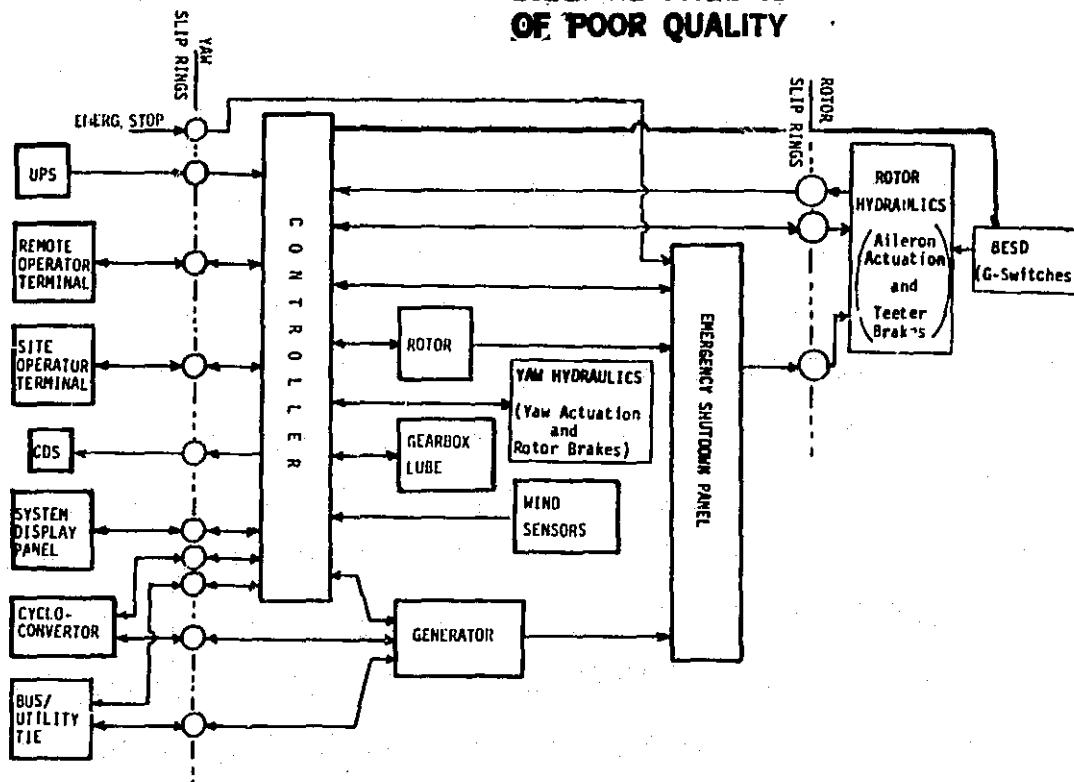 OF POOR QUALITY
YAW
SLIP RINGS
ROTOR
SLIP RINGS
EMERG. STOP
UPS
REMOTE
OPERATOR
TERMINAL
SITE
OPERATOR
TERMINAL
CDS
SYSTEM
DISPLAY
PANEL
CYCLO-
CONVERTOR
BUS/
UTILITY
TIE
CONTROLLER
ROTOR
YAW HYDRAULICS
(Yaw Actuation
and
Rotor Brakes)
GEARBOX
LUBE
WIND
SENSORS
GENERATOR
EMERGENCY SHUTDOWN PANEL
ROTOR
HYDRAULICS
(Aileron
Actuation
and
Teeter
Brakes)
BESD
(G-Switches